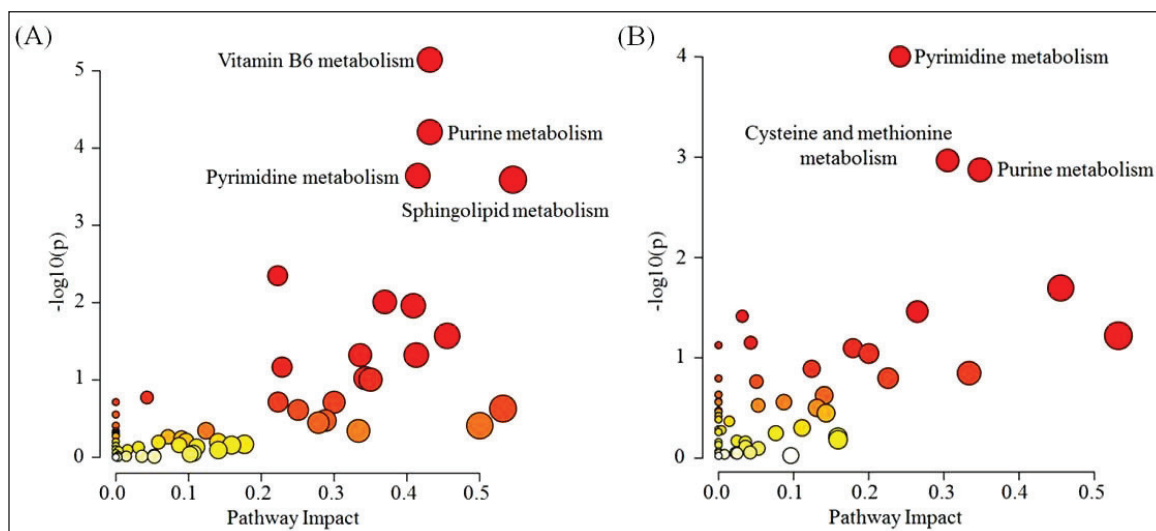 (A)
Vitamin B6 metabolism
Purine metabolism
Pyrimidine metabolism
Sphingolipid metabolism
5
4
3
2
1
0
-log10(p)
0.0 0.1 0.2 0.3 0.4 0.5
Pathway Impact
(B)
Pyrimidine metabolism
Cysteine and methionine
metabolism
Purine metabolism
4
3
2
1
0
-log10(p)
0.0 0.1 0.2 0.3 0.4 0.5
Pathway Impact